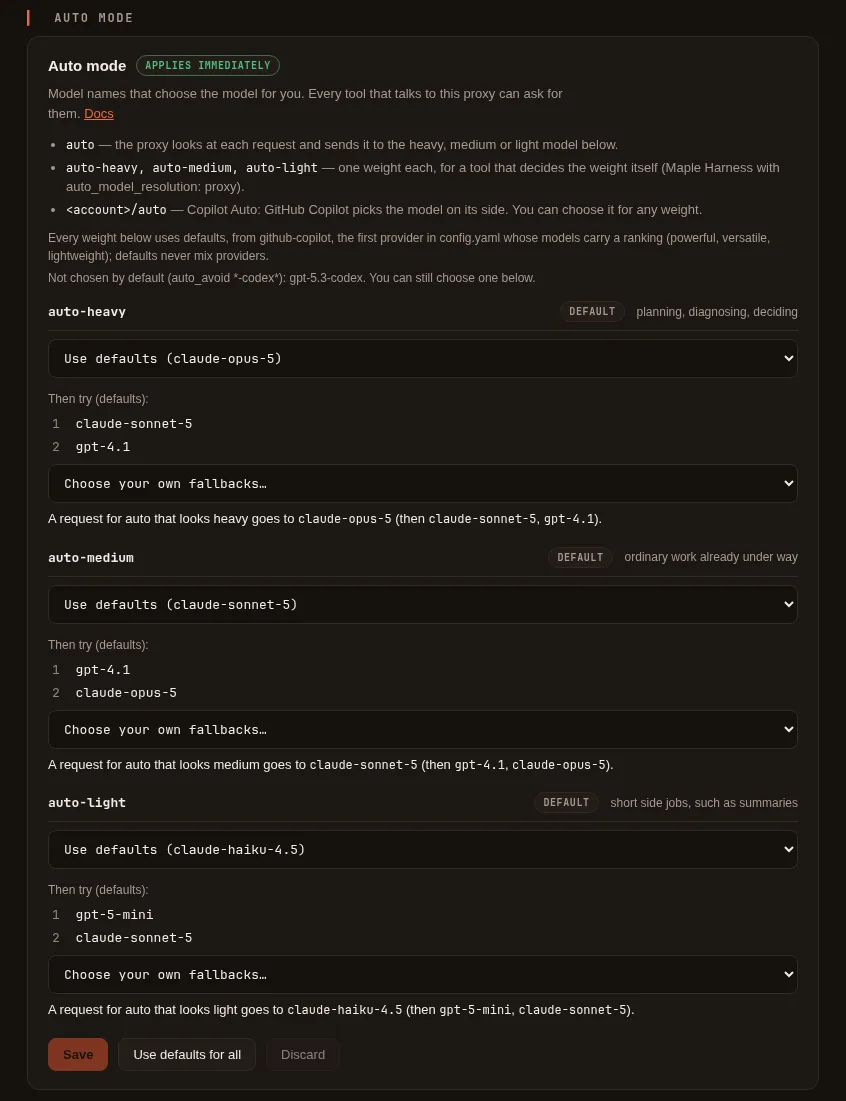 AUTO MODE
Auto mode APPLIES IMMEDIATELY
Model names that choose the model for you. Every tool that talks to this proxy can ask for
them. Docs
• auto — the proxy looks at each request and sends it to the heavy, medium or light model below.
• auto-heavy, auto-medium, auto-light — one weight each, for a tool that decides the weight itself (Maple Harness with
auto_model_resolution: proxy).
• <account>/auto — Copilot Auto: GitHub Copilot picks the model on its side. You can choose it for any weight.
Every weight below uses defaults, from github-copilot, the first provider in config.yaml whose models carry a ranking (powerful, versatile,
lightweight); defaults never mix providers.
Not chosen by default (auto_avoid *-codex*): gpt-5.3-codex. You can still choose one below.
auto-heavy DEFAULT planning, diagnosing, deciding
Use defaults (claude-opus-5)
Then try (defaults):
1 claude-sonnet-5
2 gpt-4.1
Choose your own fallbacks…
A request for auto that looks heavy goes to claude-opus-5 (then claude-sonnet-5, gpt-4.1).
auto-medium DEFAULT ordinary work already under way
Use defaults (claude-sonnet-5)
Then try (defaults):
1 gpt-4.1
2 claude-opus-5
Choose your own fallbacks…
A request for auto that looks medium goes to claude-sonnet-5 (then gpt-4.1, claude-opus-5).
auto-light DEFAULT short side jobs, such as summaries
Use defaults (claude-haiku-4.5)
Then try (defaults):
1 gpt-5-mini
2 claude-sonnet-5
Choose your own fallbacks…
A request for auto that looks light goes to claude-haiku-4.5 (then gpt-5-mini, claude-sonnet-5).
Save Use defaults for all Discard